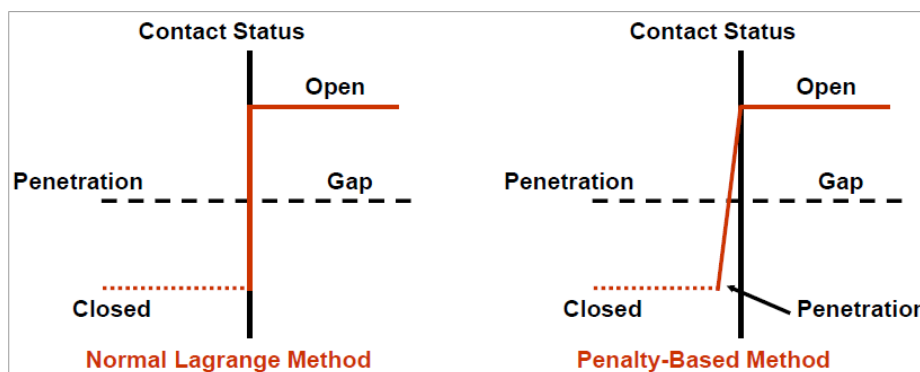 Contact Status
Open
Penetration
Gap
Closed
Normal Lagrange Method
Contact Status
Open
Penetration
Gap
Closed
Penetration
Penalty-Based Method